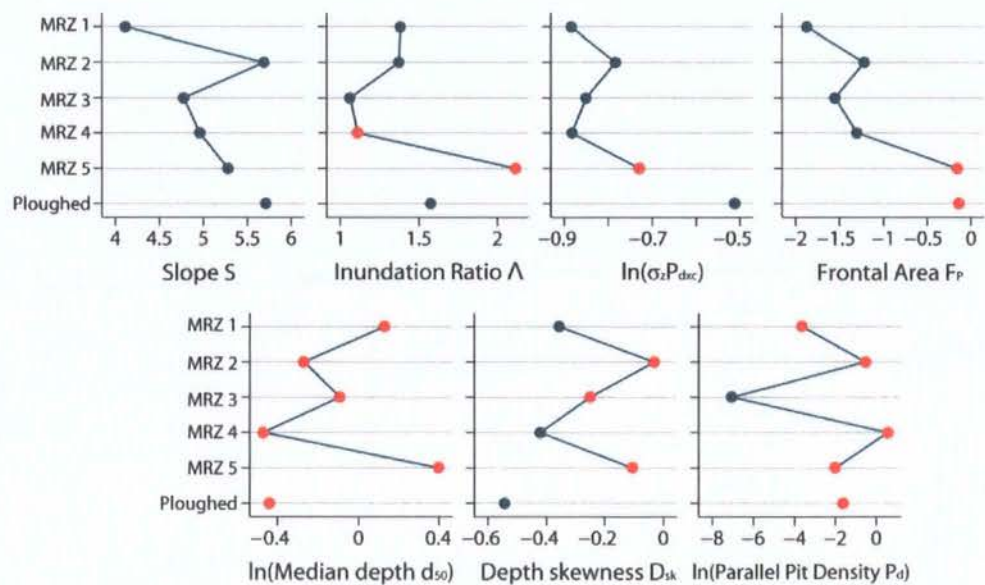 MRZ 1
MRZ 2
MRZ 3
MRZ 4
MRZ 5
Ploughed
4 4.5 5 5.5 6
1 1.5 2
−0.9 −0.7 −0.5
−2 −1.5 −1 −0.5 0
Slope S
Inundation Ratio Λ
ln(σzPdxc)
Frontal Area FP
MRZ 1
MRZ 2
MRZ 3
MRZ 4
MRZ 5
Ploughed
−0.4 0 0.4
−0.6 −0.4 −0.2 0
−8 −6 −4 −2 0
ln(Median depth d50)
Depth skewness Dsk
ln(Parallel Pit Density Pd)